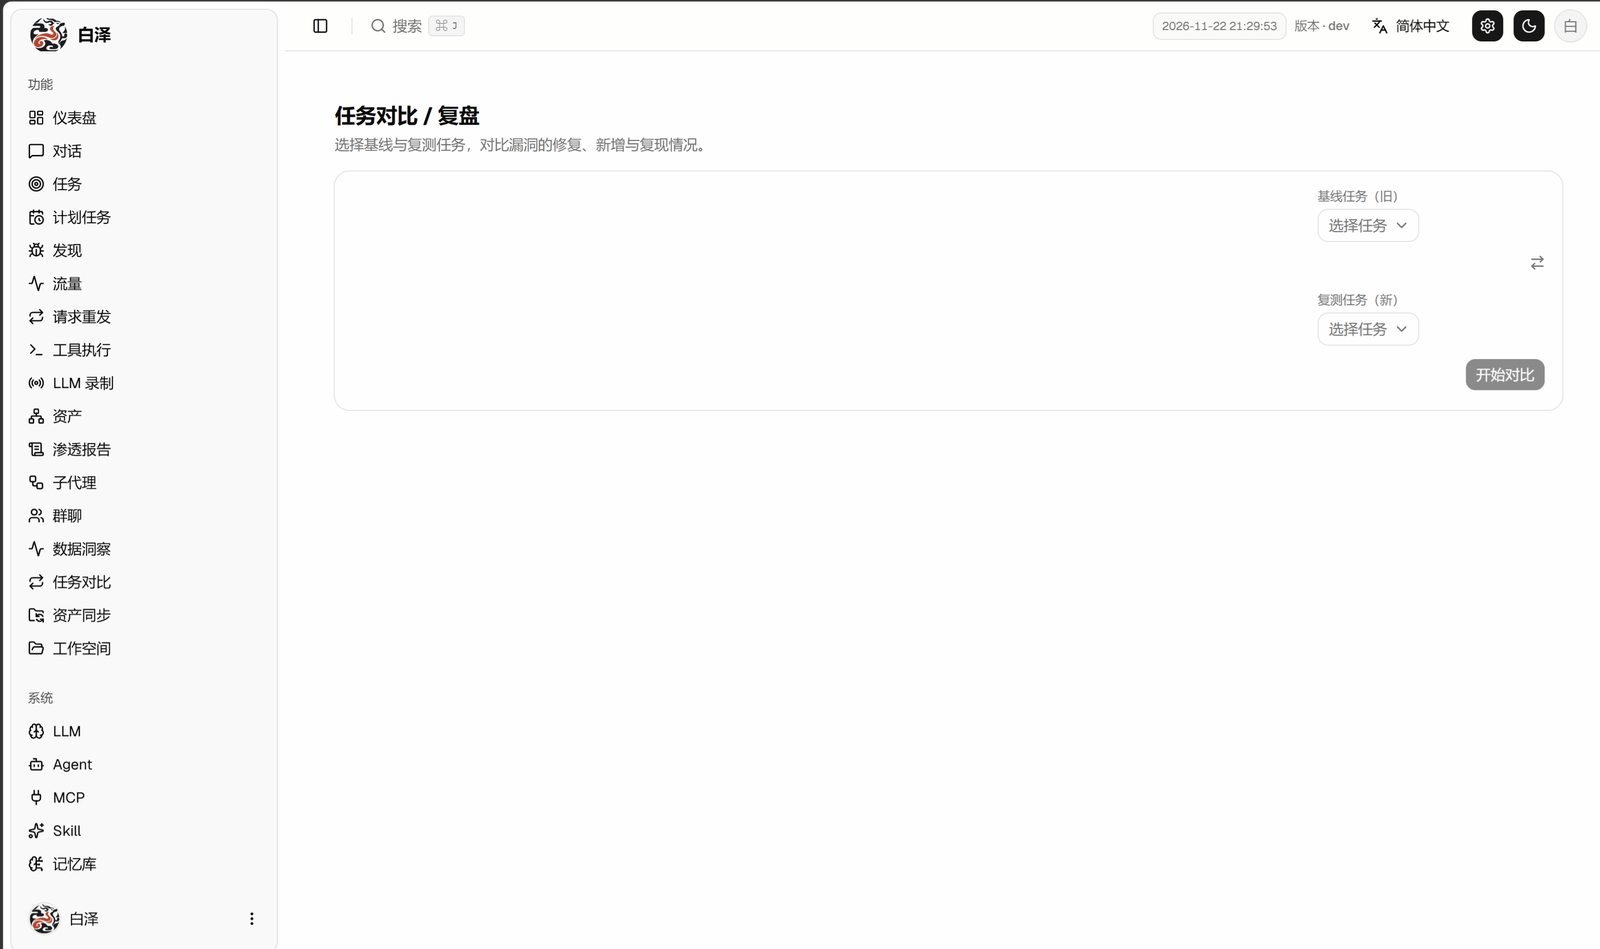 白泽
功能
仪表盘
对话
任务
计划任务
发现
流量
请求重发
工具执行
LLM 录制
资产
渗透报告
子代理
群聊
数据洞察
任务对比
资产同步
工作空间
系统
LLM
Agent
MCP
Skill
记忆库
白泽
搜索 ⌘ J
2026-11-22 21:29:53 版本 · dev 简体中文 白
任务对比 / 复盘
选择基线与复测任务，对比漏洞的修复、新增与复现情况。
基线任务（旧）
选择任务
复测任务（新）
选择任务
开始对比